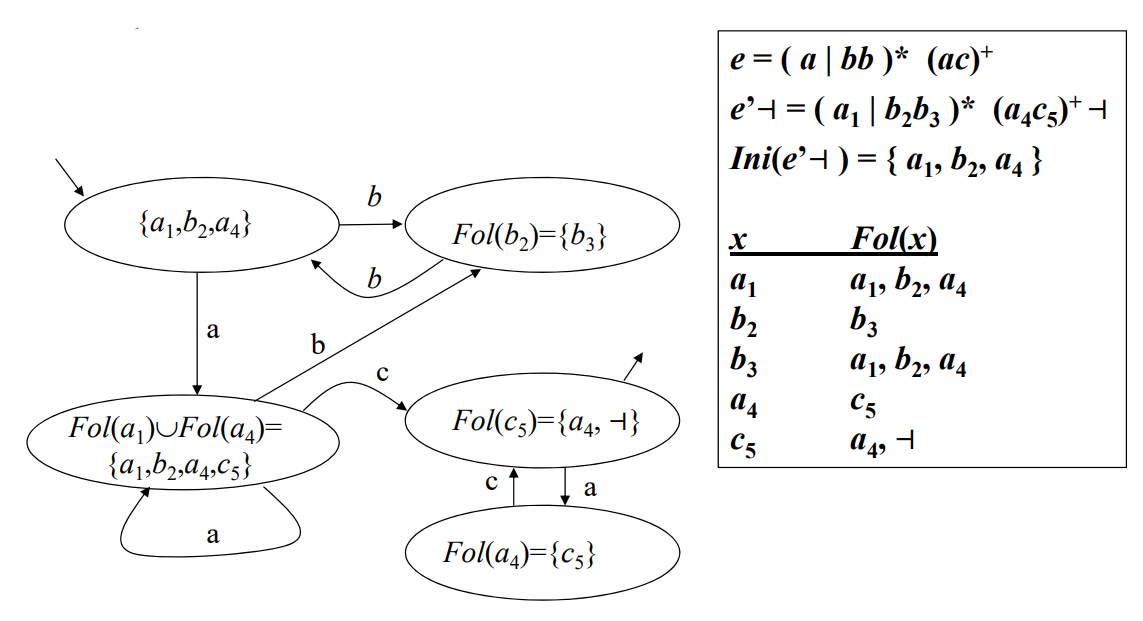 e = ( a | bb )* (ac)⁺
e’⊣ = ( a₁ | b₂b₃ )* (a₄c₅)⁺ ⊣
Ini(e’⊣ ) = { a₁, b₂, a₄ }
x Fol(x)
a₁ a₁, b₂, a₄
b₂ b₃
b₃ a₁, b₂, a₄
a₄ c₅
c₅ a₄, ⊣
{a₁,b₂,a₄}
b
Fol(b₂)={b₃}
b
a
b
c
Fol(a₁)∪Fol(a₄)=
{a₁,b₂,a₄,c₅}
a
Fol(c₅)={a₄, ⊣}
c
a
Fol(a₄)={c₅}